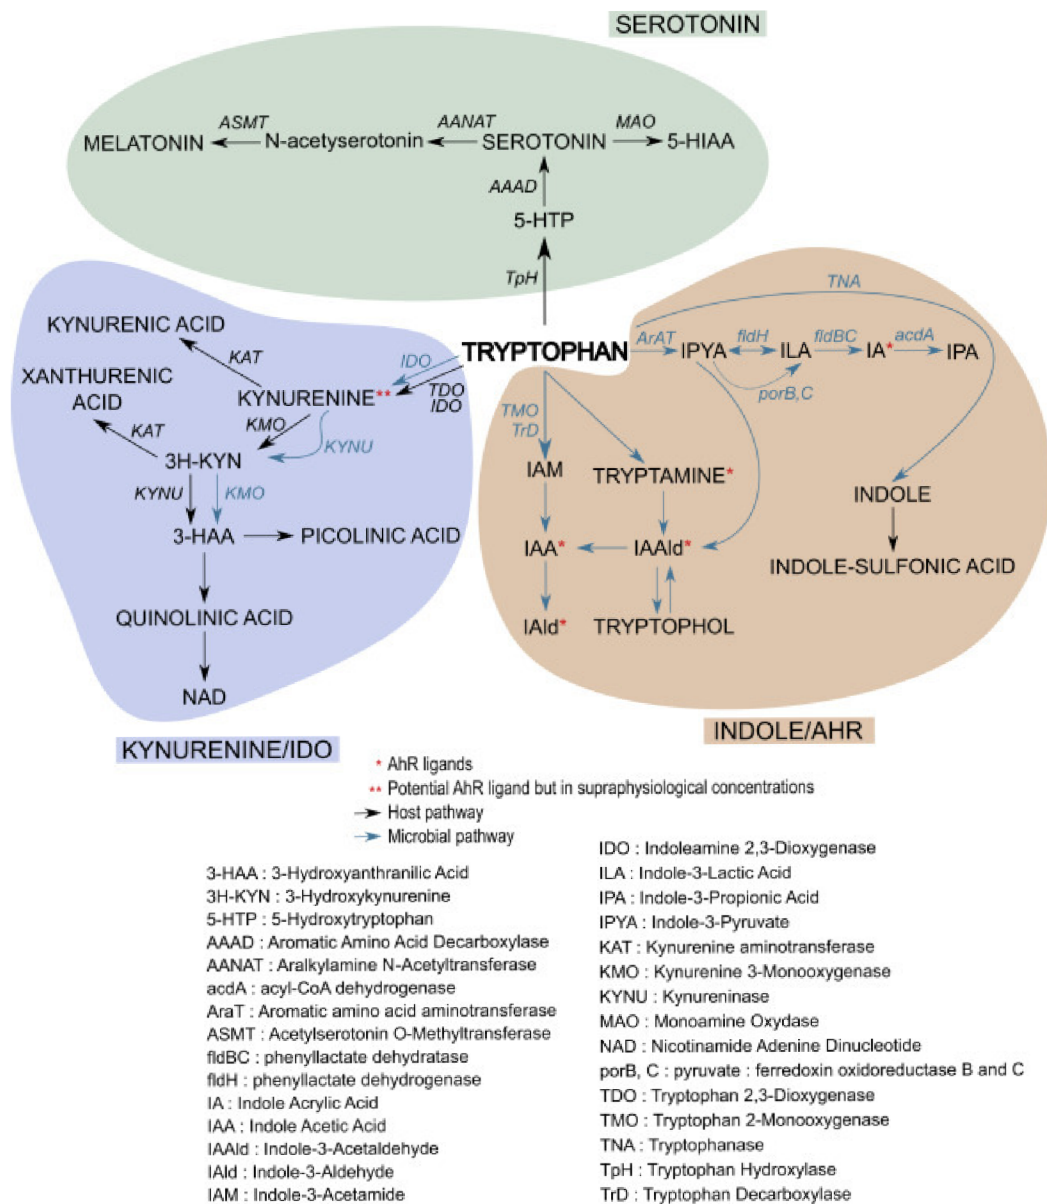 SEROTONIN
MELATONIN
ASMT
N-acetyserotonin
AANAT
SEROTONIN
MAO
5-HIAA
AAAD
5-HTP
TpH
TRYPTOPHAN
KYNURENIC ACID
KAT
XANTHURENIC
ACID
KYNURENINE**
IDO
TDO
IDO
KAT
KMO
KYNU
3H-KYN
KYNU
KMO
3-HAA
PICOLINIC ACID
QUINOLINIC ACID
NAD
KYNURENINE/IDO
TNA
ArAT
IPYA
fldH
ILA
fldBC
IA*
acdA
IPA
porB,C
TMO
TrD
IAM
TRYPTAMINE*
INDOLE
IAA*
IAAld*
INDOLE-SULFONIC ACID
IAld*
TRYPTOPHOL
INDOLE/AHR
* AhR ligands
** Potential AhR ligand but in supraphysiological concentrations
Host pathway
Microbial pathway
3-HAA : 3-Hydroxyanthranilic Acid
3H-KYN : 3-Hydroxykynurenine
5-HTP : 5-Hydroxytryptophan
AAAD : Aromatic Amino Acid Decarboxylase
AANAT : Aralkylamine N-Acetyltransferase
acdA : acyl-CoA dehydrogenase
AraT : Aromatic amino acid aminotransferase
ASMT : Acetylserotonin O-Methyltransferase
fldBC : phenyllactate dehydratase
fldH : phenyllactate dehydrogenase
IA : Indole Acrylic Acid
IAA : Indole Acetic Acid
IAAld : Indole-3-Acetaldehyde
IAld : Indole-3-Aldehyde
IAM : Indole-3-Acetamide
IDO : Indoleamine 2,3-Dioxygenase
ILA : Indole-3-Lactic Acid
IPA : Indole-3-Propionic Acid
IPYA : Indole-3-Pyruvate
KAT : Kynurenine aminotransferase
KMO : Kynurenine 3-Monooxygenase
KYNU : Kynureninase
MAO : Monoamine Oxydase
NAD : Nicotinamide Adenine Dinucleotide
porB, C : pyruvate : ferredoxin oxidoreductase B and C
TDO : Tryptophan 2,3-Dioxygenase
TMO : Tryptophan 2-Monooxygenase
TNA : Tryptophanase
TpH : Tryptophan Hydroxylase
TrD : Tryptophan Decarboxylase